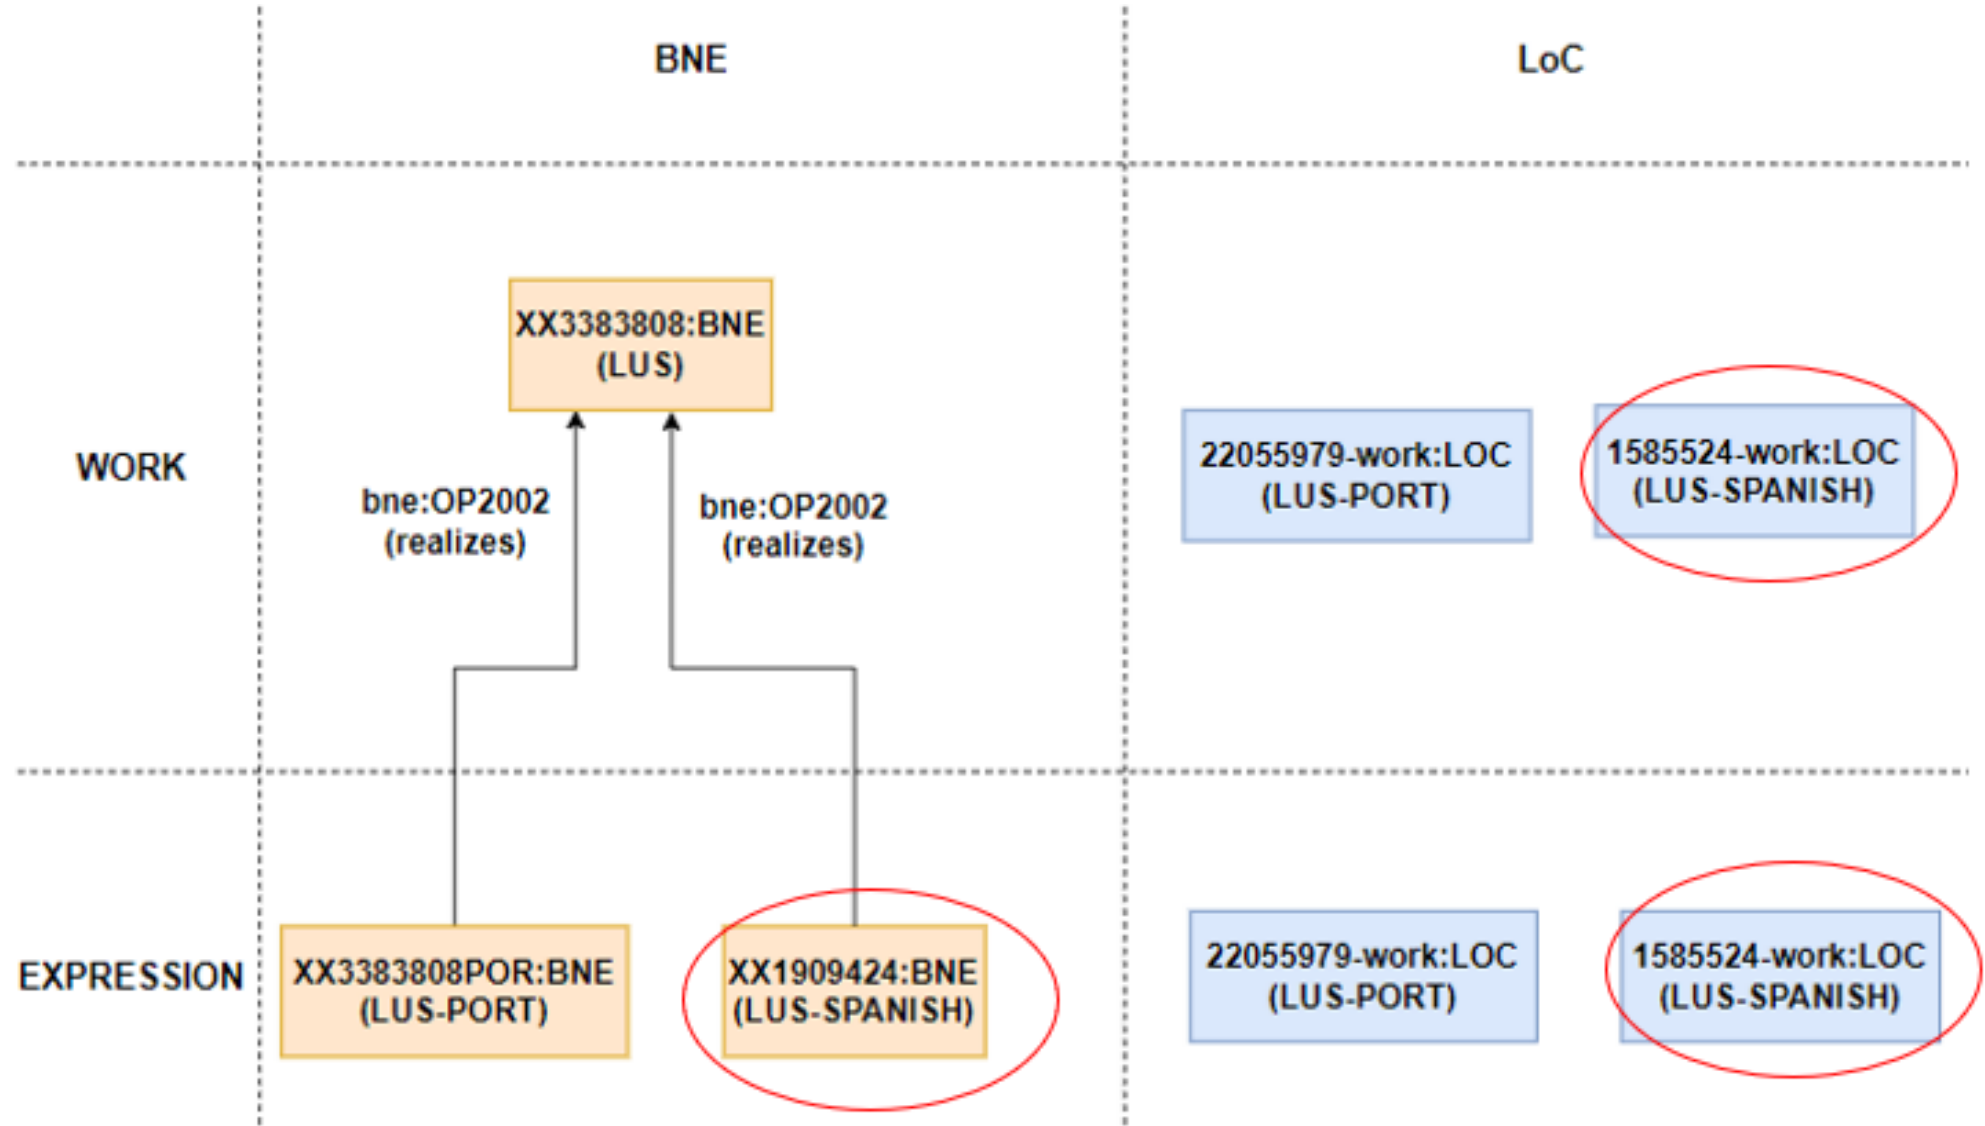 BNE
LoC
XX3383808:BNE
(LUS)
WORK
bne:OP2002
(realizes)
bne:OP2002
(realizes)
22055979-work:LOC
(LUS-PORT)
1585524-work:LOC
(LUS-SPANISH)
EXPRESSION
XX3383808POR:BNE
(LUS-PORT)
XX1909424:BNE
(LUS-SPANISH)
22055979-work:LOC
(LUS-PORT)
1585524-work:LOC
(LUS-SPANISH)